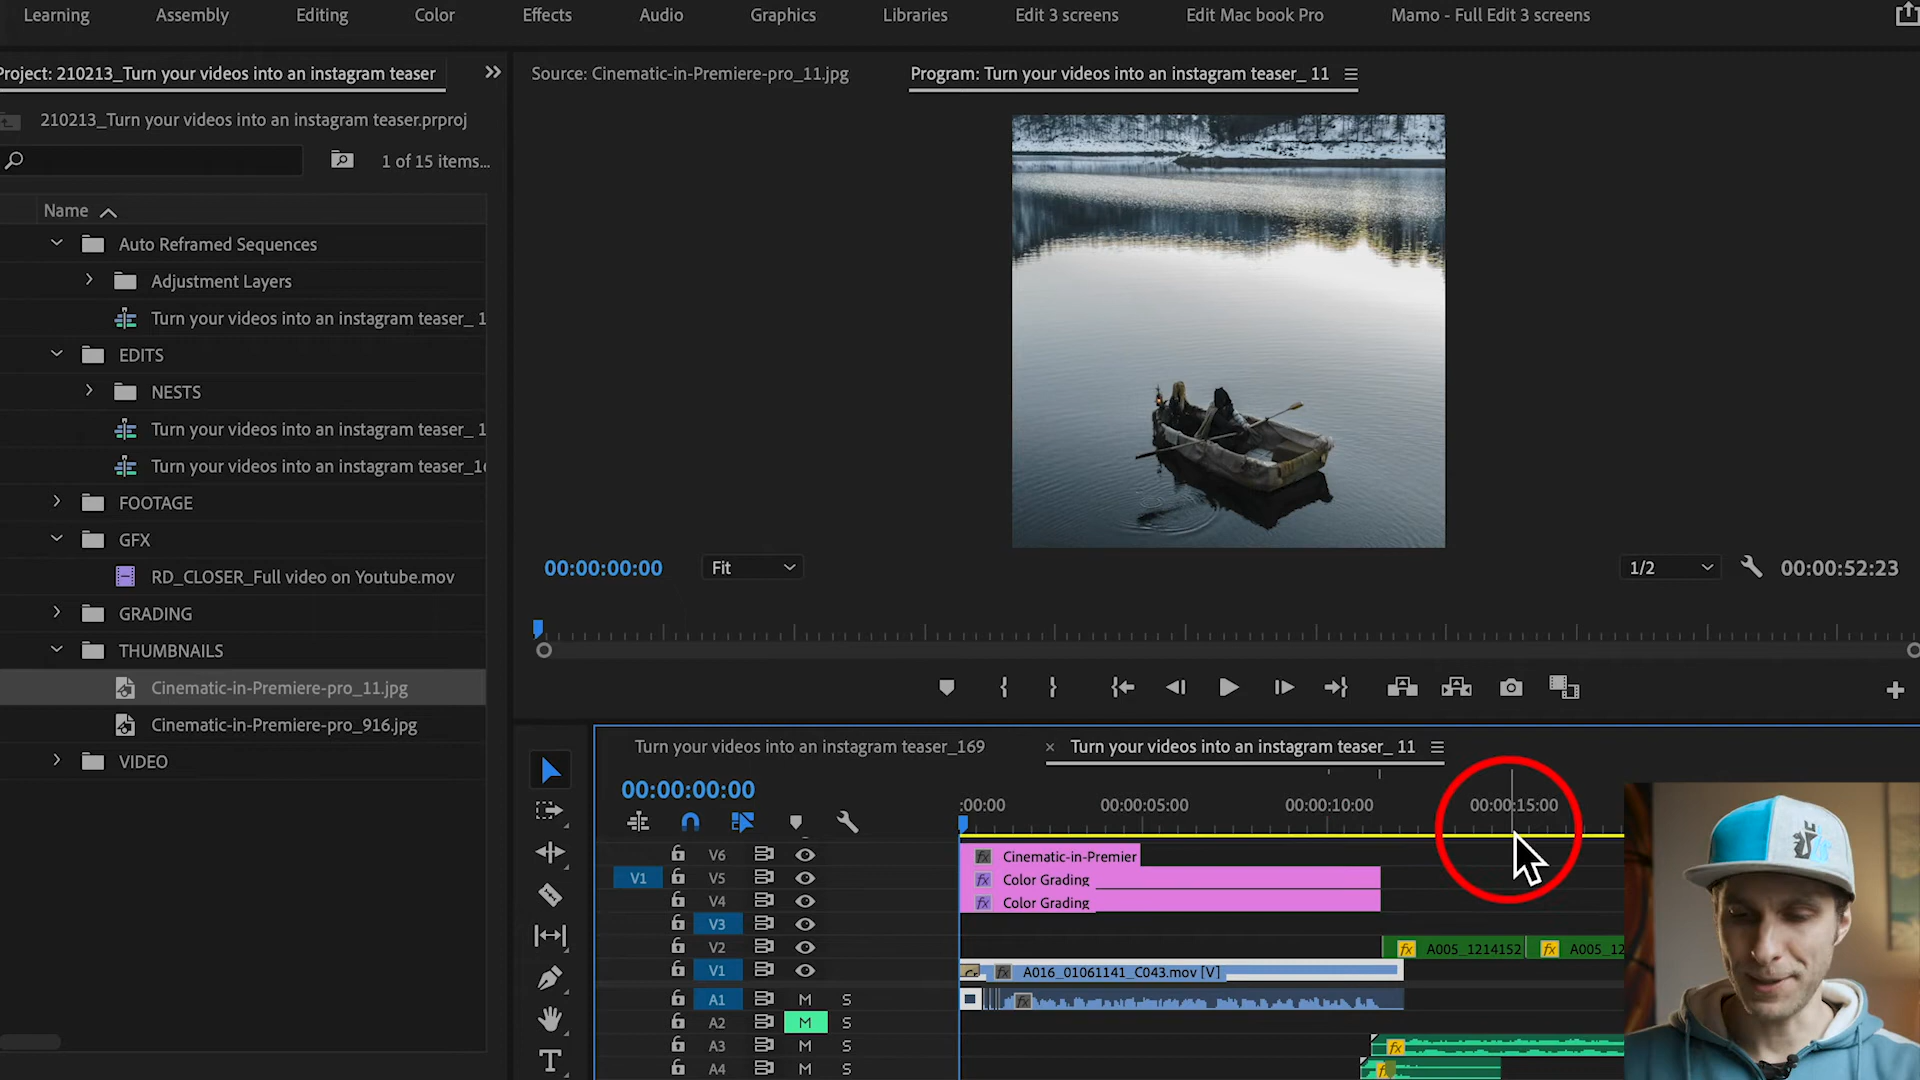 Learning Assembly Editing Color Effects Audio Graphics Libraries Edit 3 screens Edit Mac book Pro Mamo - Full Edit 3 screens
Project: 210213_Turn your videos into an instagram teaser
Source: Cinematic-in-Premiere-pro_11.jpg
Program: Turn your videos into an instagram teaser_ 11
210213_Turn your videos into an instagram teaser.prproj
1 of 15 items...
Name
Auto Reframed Sequences
Adjustment Layers
Turn your videos into an instagram teaser_ 1
EDITS
NESTS
Turn your videos into an instagram teaser_ 1
Turn your videos into an instagram teaser_1
FOOTAGE
GFX
RD_CLOSER_Full video on Youtube.mov
GRADING
THUMBNAILS
Cinematic-in-Premiere-pro_11.jpg
Cinematic-in-Premiere-pro_916.jpg
VIDEO
00:00:00:00 Fit 1/2 00:00:52:23
Turn your videos into an instagram teaser_169
× Turn your videos into an instagram teaser_ 11
00:00:00:00
:00:00 00:00:05:00 00:00:10:00 00:00:15:00
V6 fx Cinematic-in-Premier
V1 V5 fx Color Grading
V4 fx Color Grading
V3
V2 fx A005_1214152 fx A005_12
V1 fx A016_01061141_C043.mov [V]
A1 M S fx
A2 M S
A3 M S fx
A4 M S
T